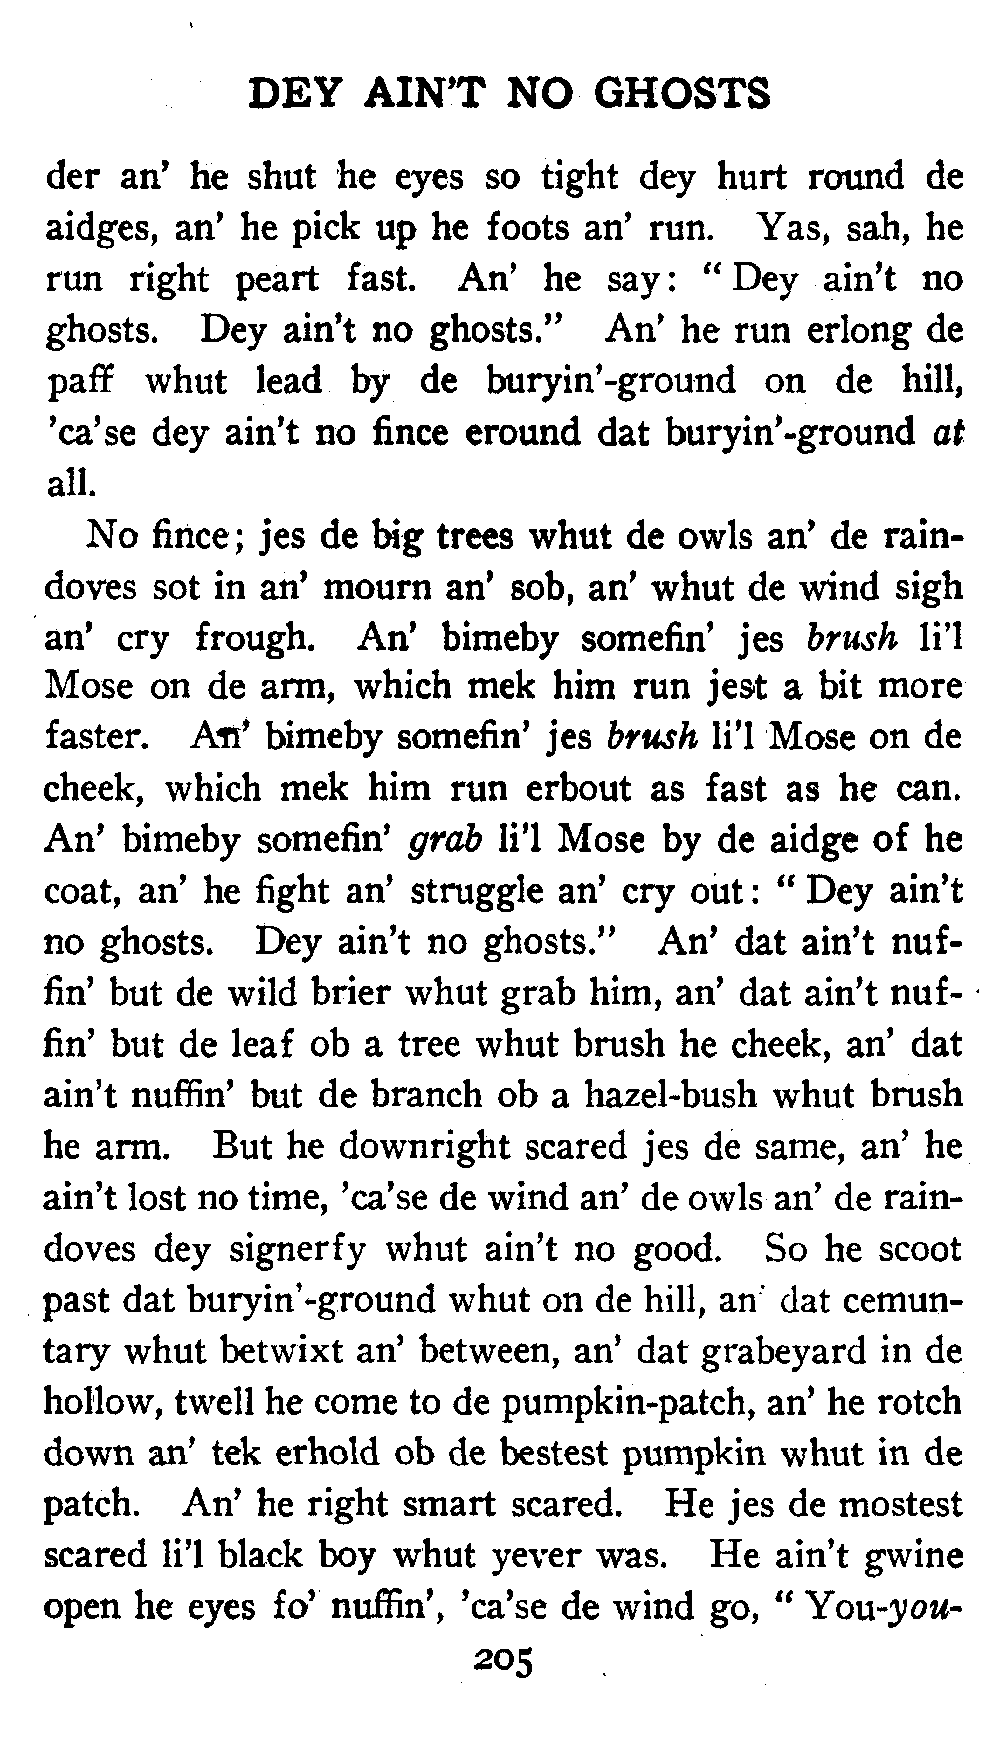 DEY AIN'T NO GHOSTS
der an' he shut he eyes so tight dey hurt round de
aidges, an' he pick up he foots an' run. Yas, sah, he
run right peart fast. An' he say: " Dey ain't no
ghosts. Dey ain't no ghosts." An' he run erlong de
paff whut lead by de buryin'-ground on de hill,
'ca'se dey ain't no fince eround dat buryin'-ground at
all.
No fince; jes de big trees whut de owls an' de rain-
doves sot in an' mourn an' sob, an' whut de wind sigh
an' cry frough. An' bimeby somefin' jes brush li'l
Mose on de arm, which mek him run jest a bit more
faster. An' bimeby somefin' jes brush li'l Mose on de
cheek, which mek him run erbout as fast as he can.
An' bimeby somefin' grab li'l Mose by de aidge of he
coat, an' he fight an' struggle an' cry out: " Dey ain't
no ghosts. Dey ain't no ghosts." An' dat ain't nuf-
fin' but de wild brier whut grab him, an' dat ain't nuf-
fin' but de leaf ob a tree whut brush he cheek, an' dat
ain't nuffin' but de branch ob a hazel-bush whut brush
he arm. But he downright scared jes de same, an' he
ain't lost no time, 'ca'se de wind an' de owls an' de rain-
doves dey signerfy whut ain't no good. So he scoot
past dat buryin'-ground whut on de hill, an' dat cemun-
tary whut betwixt an' between, an' dat grabeyard in de
hollow, twell he come to de pumpkin-patch, an' he rotch
down an' tek erhold ob de bestest pumpkin whut in de
patch. An' he right smart scared. He jes de mostest
scared li'l black boy whut yever was. He ain't gwine
open he eyes fo' nuffin', 'ca'se de wind go, " You-you-
205